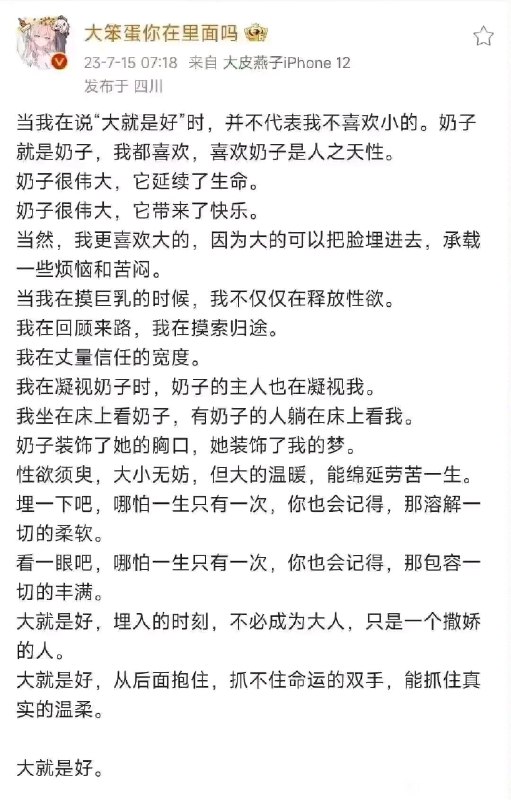 大笨蛋你在里面吗
23-7-15 07:18 来自 大皮燕子iPhone 12
发布于 四川
当我在说“大就是好”时，并不代表我不喜欢小的。奶子
就是奶子，我都喜欢，喜欢奶子是人之天性。
奶子很伟大，它延续了生命。
奶子很伟大，它带来了快乐。
当然，我更喜欢大的，因为大的可以把脸埋进去，承载
一些烦恼和苦闷。
当我在摸巨乳的时候，我不仅仅在释放性欲。
我在回顾来路，我在摸索归途。
我在丈量信任的宽度。
我在凝视奶子时，奶子的主人也在凝视我。
我坐在床上看奶子，有奶子的人躺在床上看我。
奶子装饰了她的胸口，她装饰了我的梦。
性欲须臾，大小无妨，但大的温暖，能绵延劳苦一生。
埋一下吧，哪怕一生只有一次，你也会记得，那溶解一
切的柔软。
看一眼吧，哪怕一生只有一次，你也会记得，那包容一
切的丰满。
大就是好，埋入的时刻，不必成为大人，只是一个撒娇
的人。
大就是好，从后面抱住，抓不住命运的双手，能抓住真
实的温柔。
大就是好。